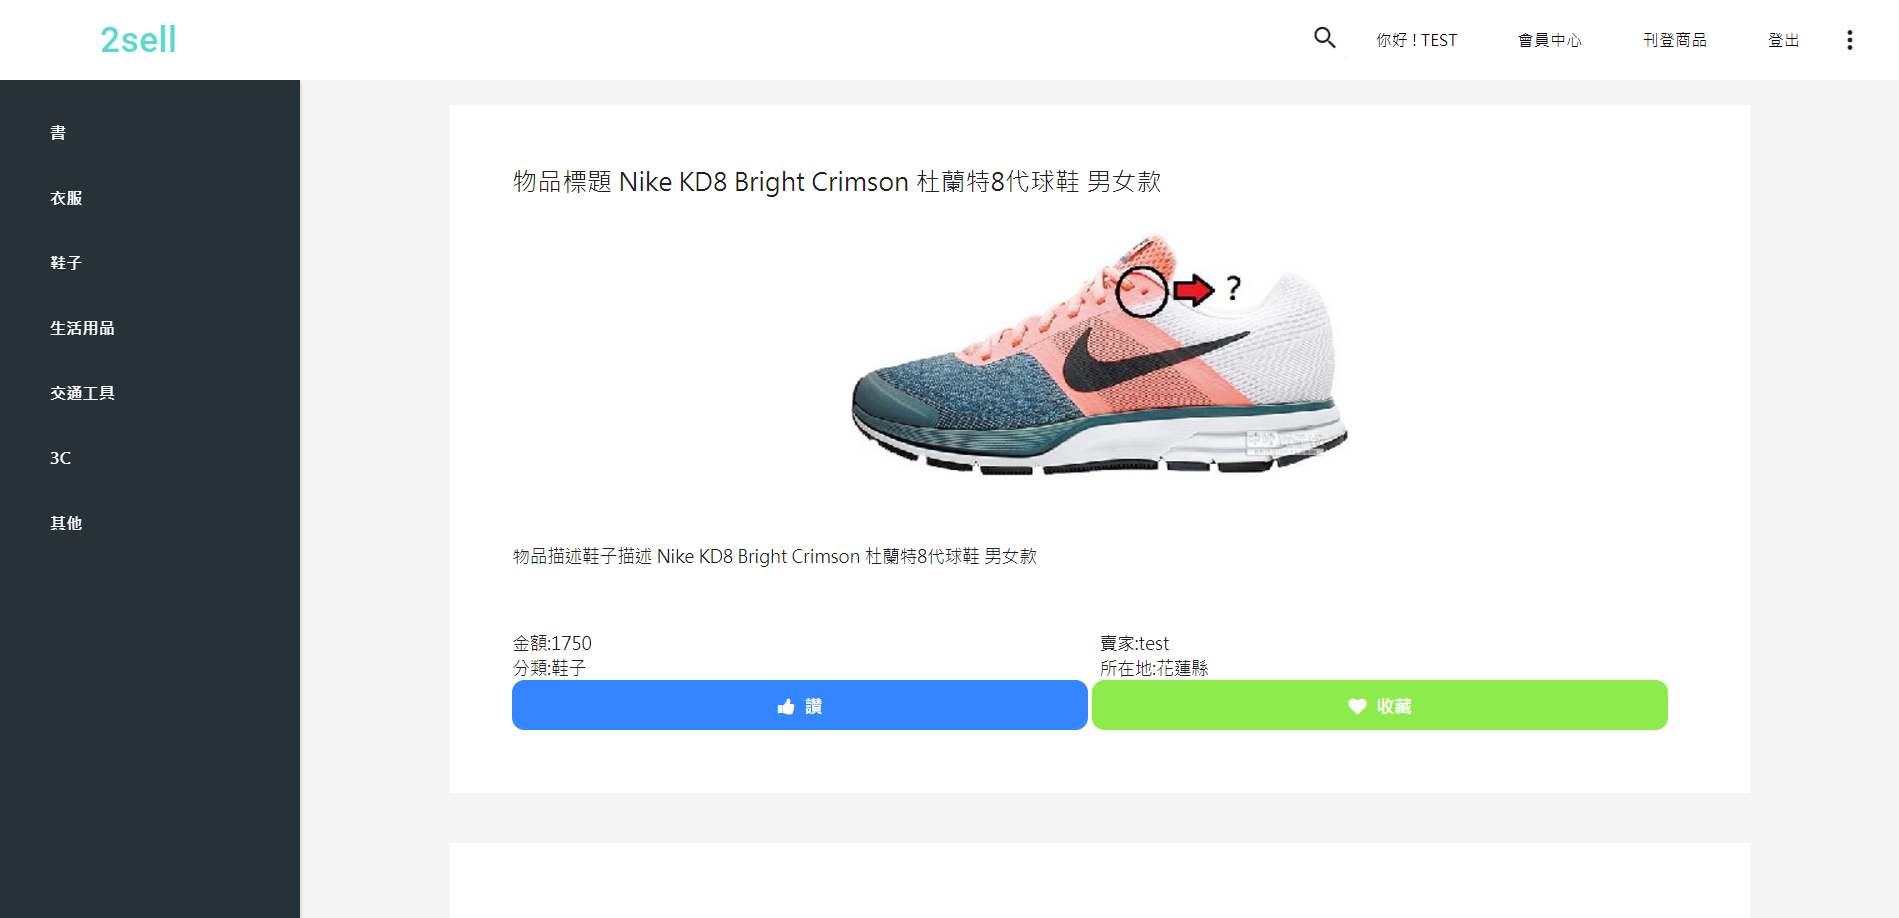 2sell
你好 ! TEST
會員中心
刊登商品
登出
書
衣服
鞋子
生活用品
交通工具
3C
其他
物品標題 Nike KD8 Bright Crimson 杜蘭特8代球鞋 男女款
?
物品描述鞋子描述 Nike KD8 Bright Crimson 杜蘭特8代球鞋 男女款
金額:1750
分類:鞋子
賣家:test
所在地:花蓮縣
讚
收藏